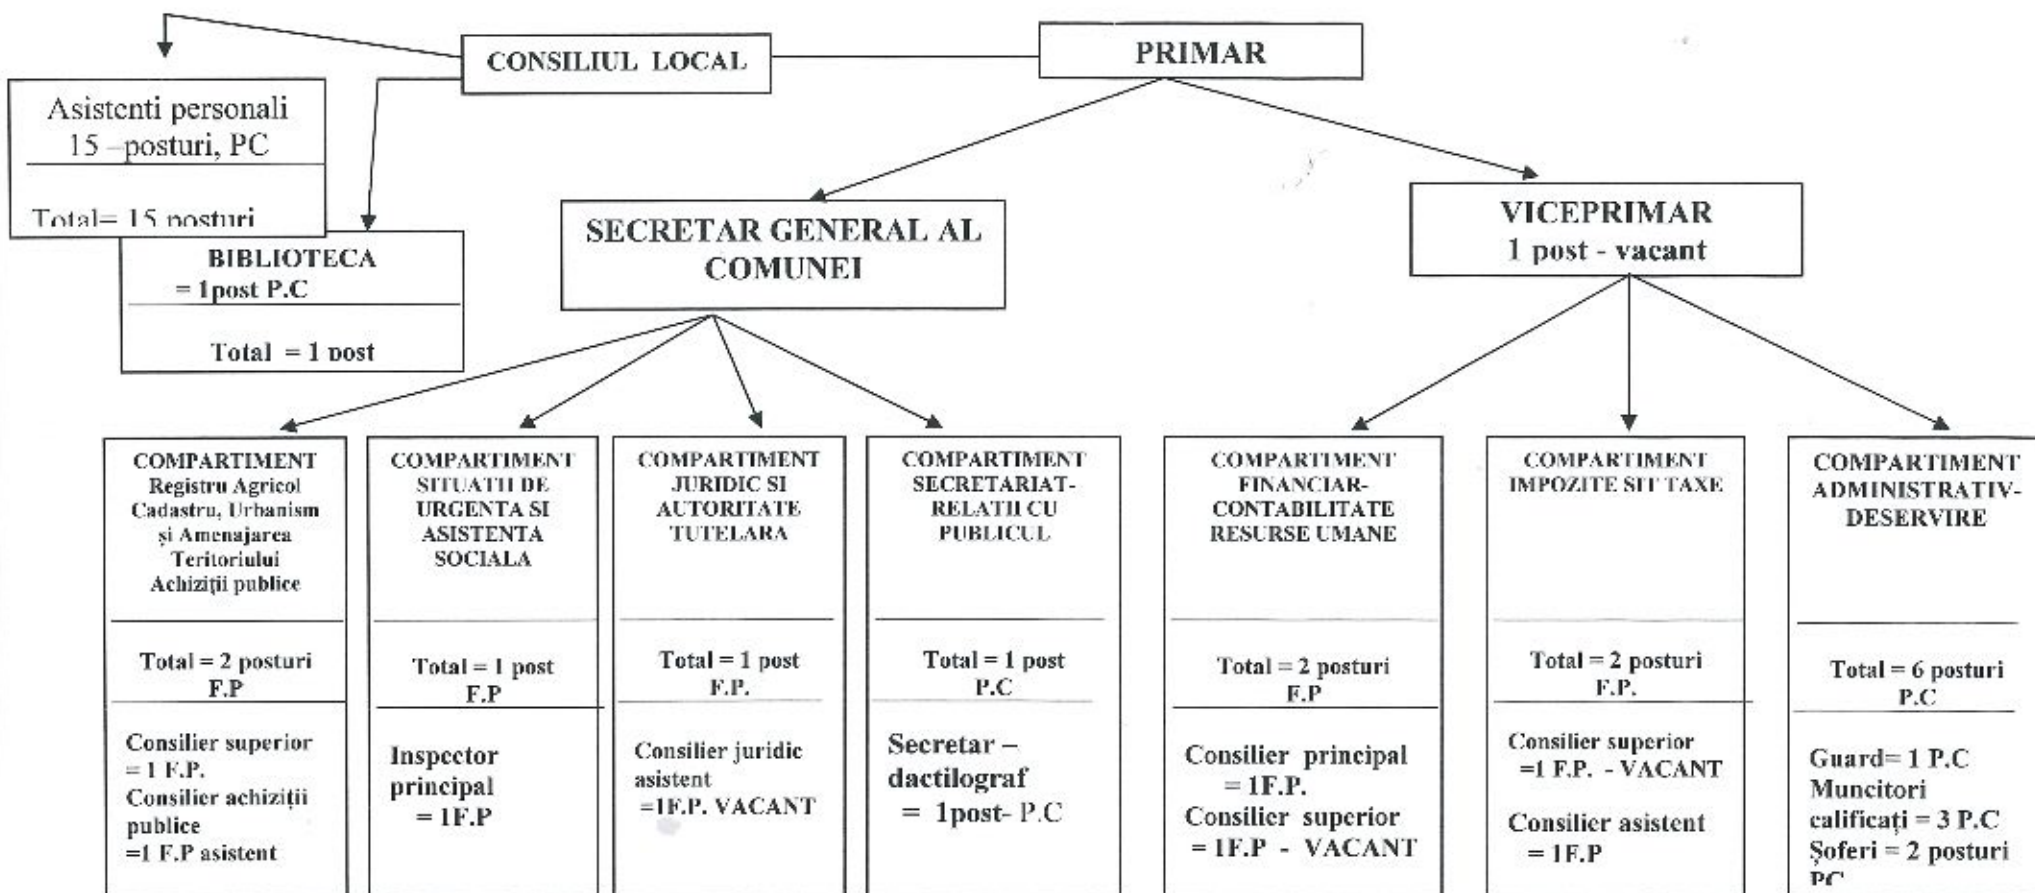 CONSILIUL LOCAL
PRIMAR
Asistenti personali
15 –posturi, PC
Total= 15 posturi
BIBLIOTECA
= 1post P.C
Total = 1 post
SECRETAR GENERAL AL
COMUNEI
VICEPRIMAR
1 post - vacant
COMPARTIMENT
Registru Agricol
Cadastru, Urbanism
și Amenajarea
Teritoriului
Achiziții publice
Total = 2 posturi
F.P
Consilier superior
= 1 F.P.
Consilier achiziții
publice
=1 F.P asistent
COMPARTIMENT
SITUATII DE
URGENTA SI
ASISTENTA
SOCIALA
Total = 1 post
F.P
Inspector
principal
= 1F.P
COMPARTIMENT
JURIDIC SI
AUTORITATE
TUTELARA
Total = 1 post
F.P.
Consilier juridic
asistent
=1F.P. VACANT
COMPARTIMENT
SECRETARIAT-
RELATII CU
PUBLICUL
Total = 1 post
P.C
Secretar –
dactilograf
= 1post- P.C
COMPARTIMENT
FINANCIAR-
CONTABILITATE
RESURSE UMANE
Total = 2 posturi
F.P
Consilier principal
= 1F.P.
Consilier superior
= 1F.P - VACANT
COMPARTIMENT
IMPOZITE SIT TAXE
Total = 2 posturi
F.P.
Consilier superior
=1 F.P. - VACANT
Consilier asistent
= 1F.P
COMPARTIMENT
ADMINISTRATIV-
DESERVIRE
Total = 6 posturi
P.C
Guard= 1 P.C
Muncitori
calificați = 3 P.C
Șoferi = 2 posturi
PC